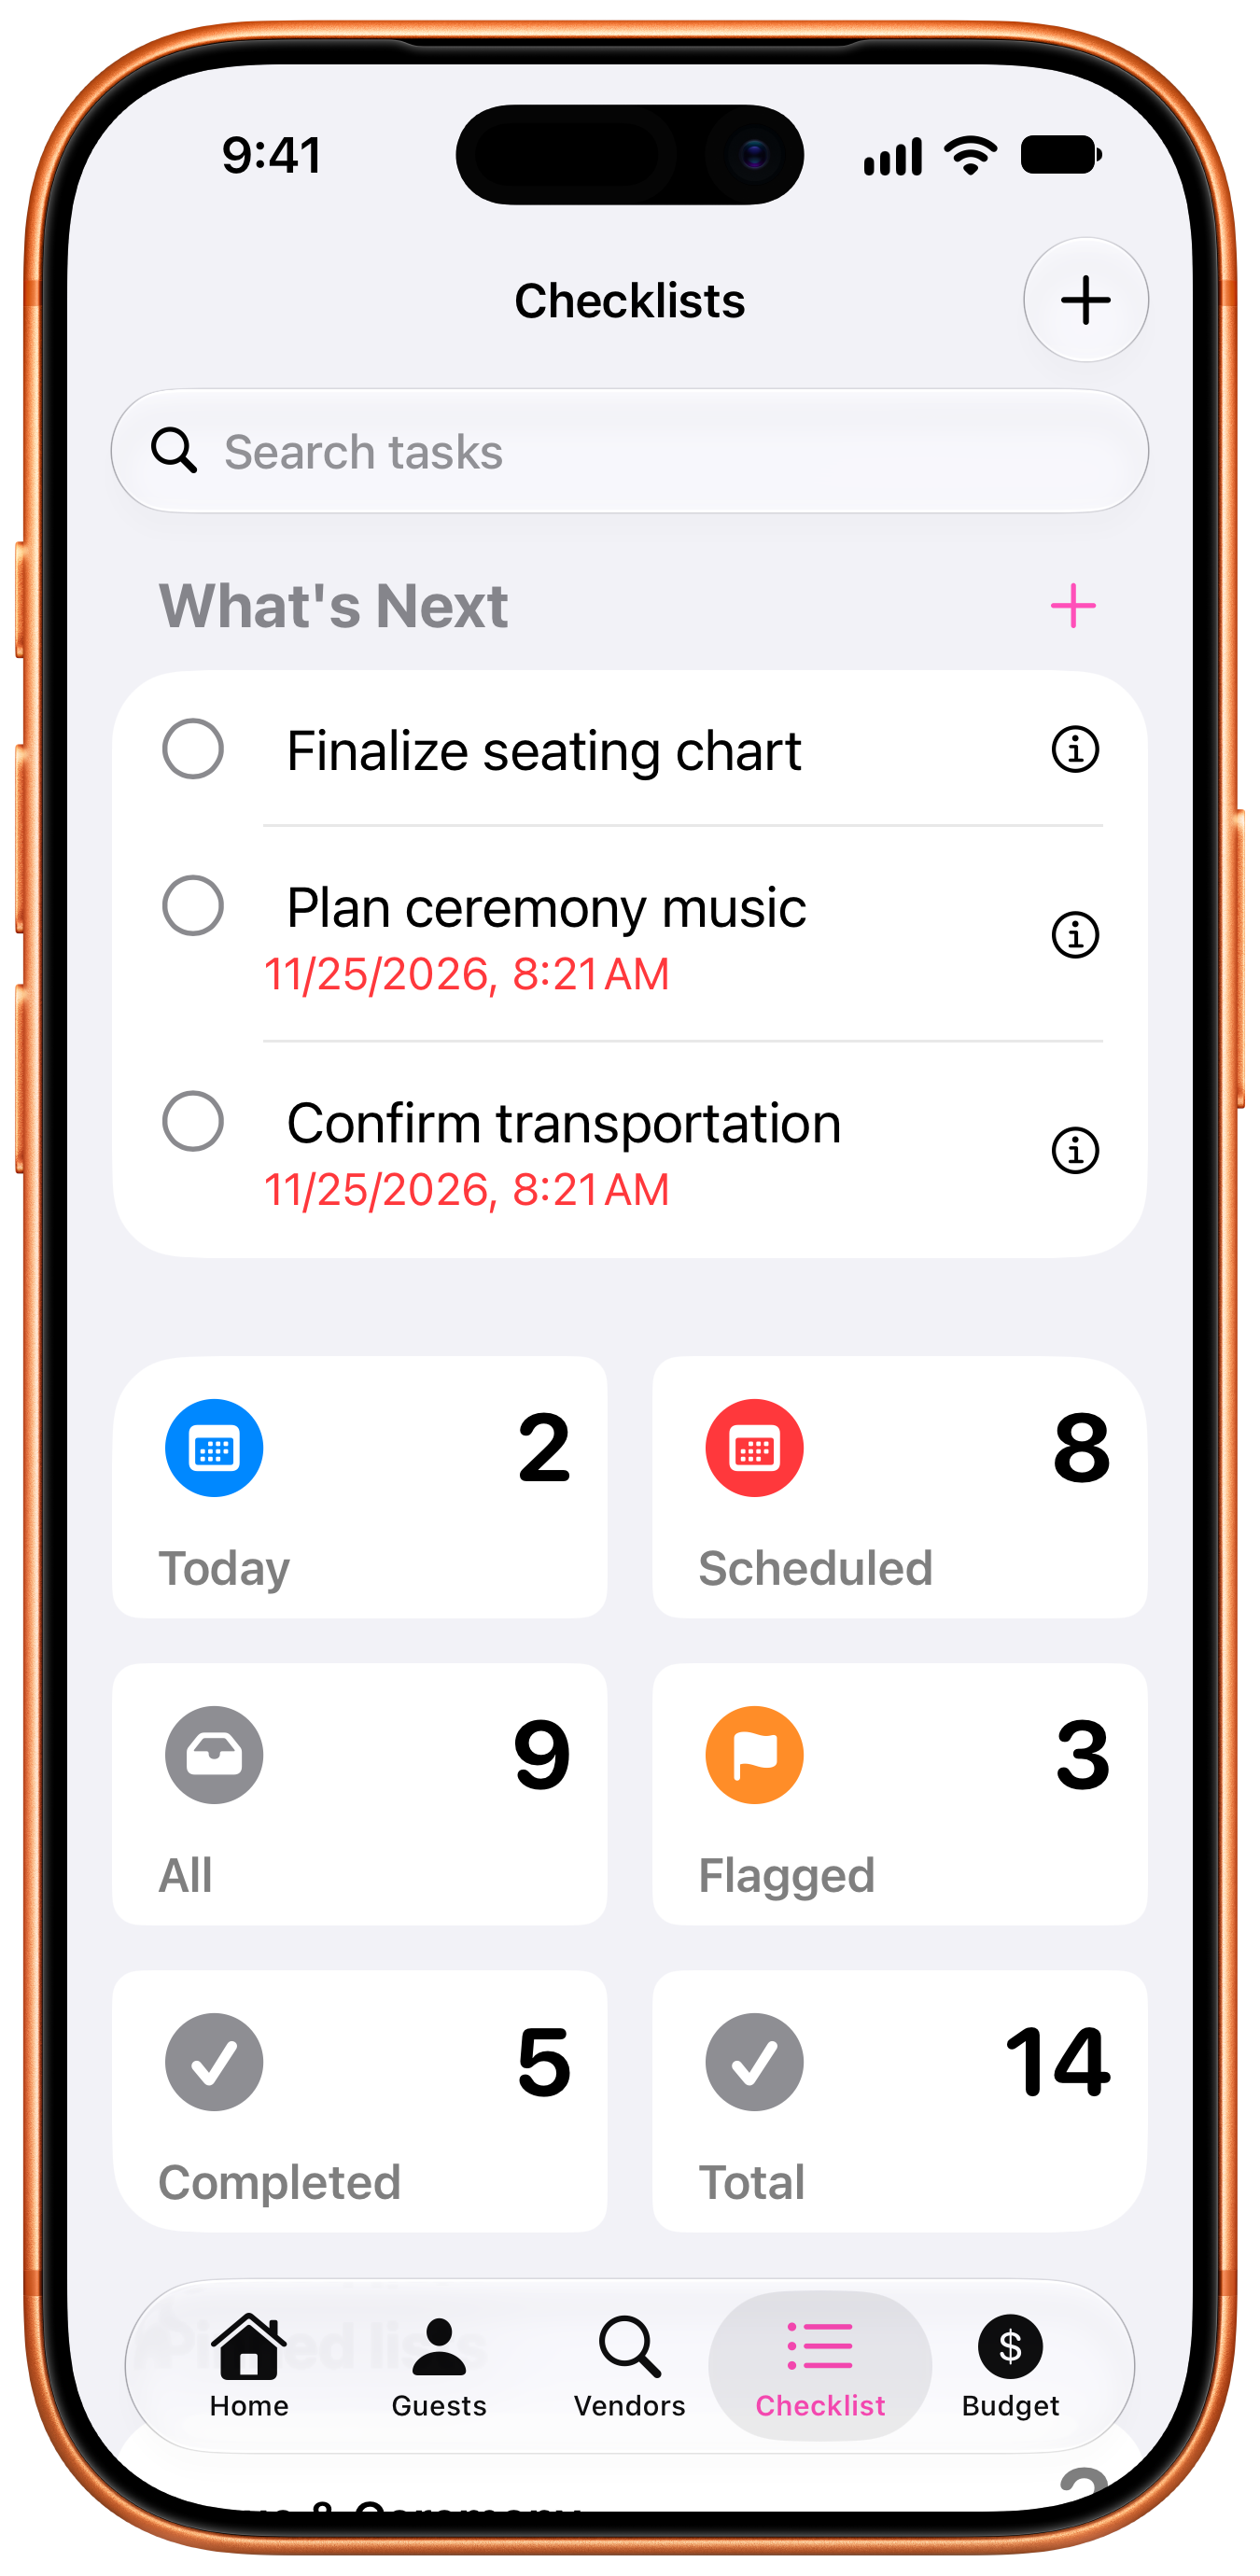 9:41
Checklists
Search tasks
What's Next
Finalize seating chart
Plan ceremony music
11/25/2026, 8:21 AM
Confirm transportation
11/25/2026, 8:21 AM
2
8
Today
Scheduled
9
3
All
Flagged
5
14
Completed
Total
Home
Guests
Vendors
Checklist
$
Budget
& Ceremony